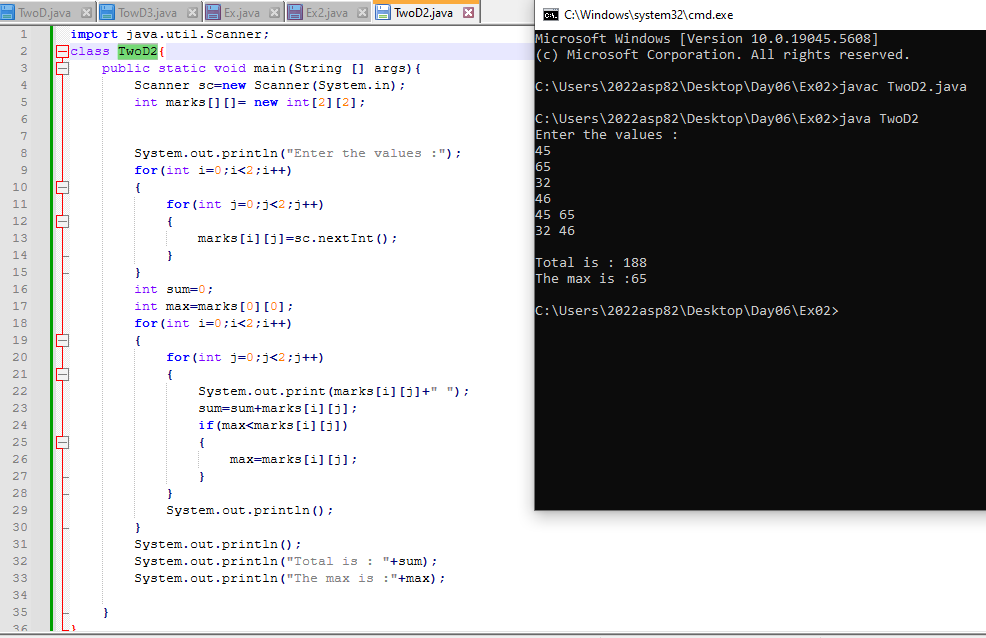 TwoD.java TowD3.java Ex.java Ex2.java TwoD2.java
1 import java.util.Scanner;
2 class TwoD2{
3 public static void main(String [] args){
4 Scanner sc=new Scanner(System.in);
5 int marks[][]= new int[2][2];
6
7
8 System.out.println("Enter the values :");
9 for(int i=0;i<2;i++)
10 {
11 for(int j=0;j<2;j++)
12 {
13 marks[i][j]=sc.nextInt();
14 }
15 }
16 int sum=0;
17 int max=marks[0][0];
18 for(int i=0;i<2;i++)
19 {
20 for(int j=0;j<2;j++)
21 {
22 System.out.print(marks[i][j]+" ");
23 sum=sum+marks[i][j];
24 if(max<marks[i][j])
25 {
26 max=marks[i][j];
27 }
28 }
29 System.out.println();
30 }
31 System.out.println();
32 System.out.println("Total is : "+sum);
33 System.out.println("The max is :"+max);
34
35 }
36 }
C:\Windows\system32\cmd.exe
Microsoft Windows [Version 10.0.19045.5608]
(c) Microsoft Corporation. All rights reserved.
C:\Users\2022asp82\Desktop\Day06\Ex02>javac TwoD2.java
C:\Users\2022asp82\Desktop\Day06\Ex02>java TwoD2
Enter the values :
45
65
32
46
45 65
32 46
Total is : 188
The max is :65
C:\Users\2022asp82\Desktop\Day06\Ex02>